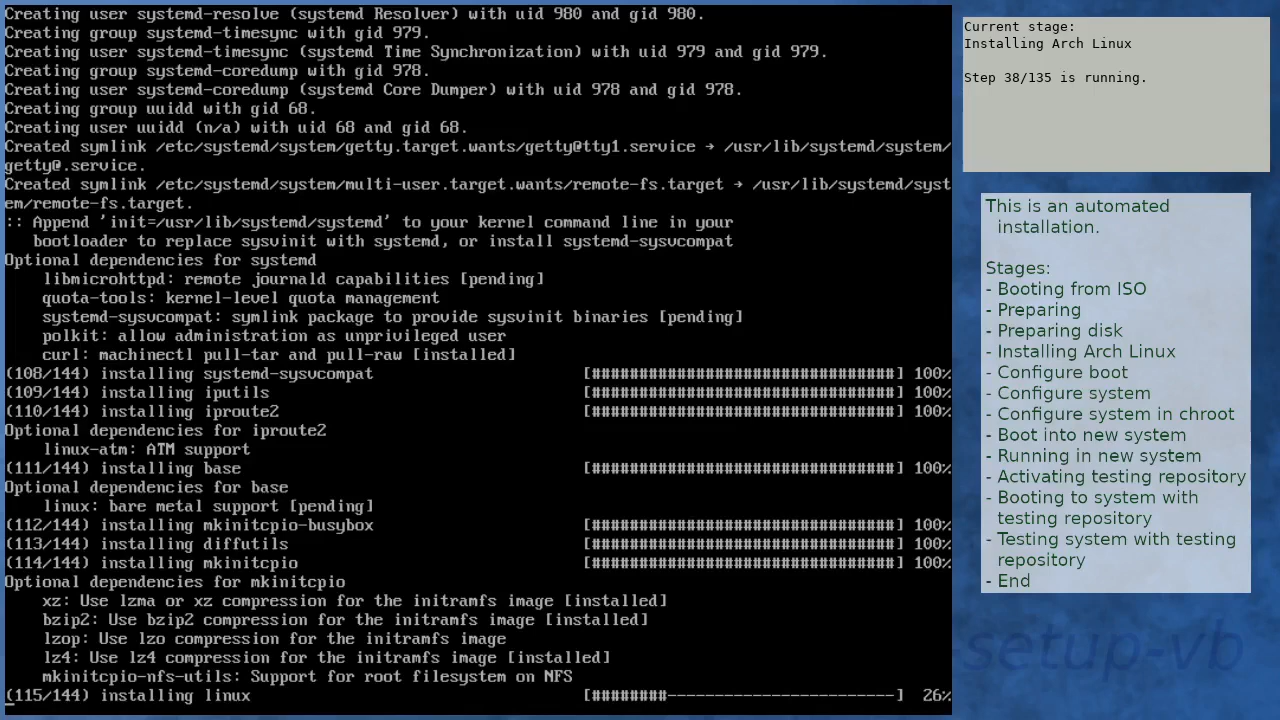 Creating user systemd-resolve (systemd Resolver) with uid 980 and gid 980.
Creating group systemd-timesync with gid 979.
Creating user systemd-timesync (systemd Time Synchronization) with uid 979 and gid 979.
Creating group systemd-coredump with gid 978.
Creating user systemd-coredump (systemd Core Dumper) with uid 978 and gid 978.
Creating group uuidd with gid 68.
Creating user uuidd (n/a) with uid 68 and gid 68.
Created symlink /etc/systemd/system/getty.target.wants/getty@tty1.service → /usr/lib/systemd/system/
getty@.service.
Created symlink /etc/systemd/system/multi-user.target.wants/remote-fs.target → /usr/lib/systemd/syst
em/remote-fs.target.
:: Append 'init=/usr/lib/systemd/systemd' to your kernel command line in your
   bootloader to replace sysvinit with systemd, or install systemd-sysvcompat
Optional dependencies for systemd
    libmicrohttpd: remote journald capabilities [pending]
    quota-tools: kernel-level quota management
    systemd-sysvcompat: symlink package to provide sysvinit binaries [pending]
    polkit: allow administration as unprivileged user
    curl: machinectl pull-tar and pull-raw [installed]
(108/144) installing systemd-sysvcompat [################################] 100%
(109/144) installing iputils [################################] 100%
(110/144) installing iproute2 [################################] 100%
Optional dependencies for iproute2
    linux-atm: ATM support
(111/144) installing base [################################] 100%
Optional dependencies for base
    linux: bare metal support [pending]
(112/144) installing mkinitcpio-busybox [################################] 100%
(113/144) installing diffutils [################################] 100%
(114/144) installing mkinitcpio [################################] 100%
Optional dependencies for mkinitcpio
    xz: Use lzma or xz compression for the initramfs image [installed]
    bzip2: Use bzip2 compression for the initramfs image [installed]
    lzop: Use lzo compression for the initramfs image
    lz4: Use lz4 compression for the initramfs image [installed]
    mkinitcpio-nfs-utils: Support for root filesystem on NFS
(115/144) installing linux [########------------------------] 26%
Current stage:
Installing Arch Linux
Step 38/135 is running.
This is an automated
installation.
Stages:
- Booting from ISO
- Preparing
- Preparing disk
- Installing Arch Linux
- Configure boot
- Configure system
- Configure system in chroot
- Boot into new system
- Running in new system
- Activating testing repository
- Booting to system with
testing repository
- Testing system with testing
repository
- End
-setup-vb